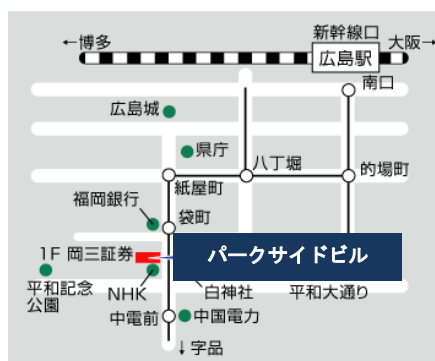 新幹線口
←博多
大阪→
広島駅
南口
広島城
県庁
八丁堀
的場町
紙屋町
福岡銀行
袋町
1F 岡三証券
パークサイドビル
平和記念
公園
NHK
白神社
平和大通り
中電前
中国電力
↓字品